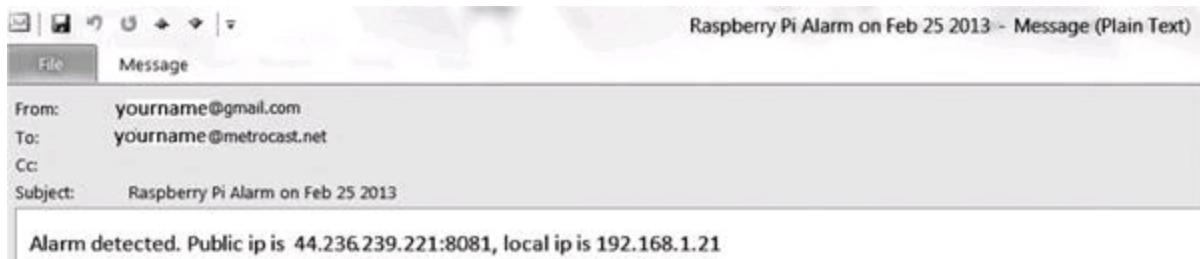 Raspberry Pi Alarm on Feb 25 2013 - Message (Plain Text)
File Message
From: yourname@gmail.com
To: yourname@metrocast.net
Cc:
Subject: Raspberry Pi Alarm on Feb 25 2013
Alarm detected. Public ip is 44.236.239.221:8081, local ip is 192.168.1.21